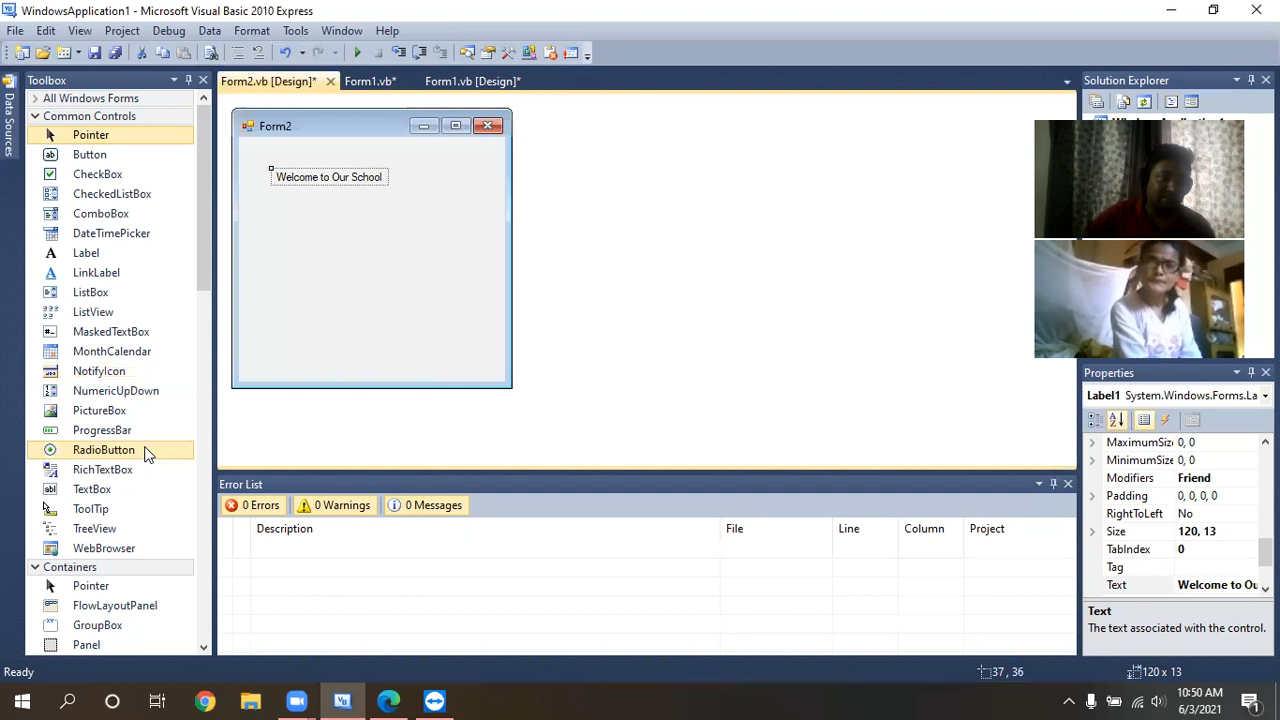 WindowsApplication1 - Microsoft Visual Basic 2010 Express
File Edit View Project Debug Data Format Tools Window Help
Toolbox
Form2.vb [Design]* Form1.vb* Form1.vb [Design]*
Solution Explorer
Data Sources
All Windows Forms
Common Controls
Pointer
Button
CheckBox
CheckedListBox
ComboBox
DateTimePicker
Label
LinkLabel
ListBox
ListView
MaskedTextBox
MonthCalendar
NotifyIcon
NumericUpDown
PictureBox
ProgressBar
RadioButton
RichTextBox
TextBox
ToolTip
TreeView
WebBrowser
Containers
Pointer
FlowLayoutPanel
GroupBox
Panel
Form2
Welcome to Our School
Error List
0 Errors 0 Warnings 0 Messages
Description File Line Column Project
Properties
Label1 System.Windows.Forms.La
MaximumSiz 0, 0
MinimumSize 0, 0
Modifiers Friend
Padding 0, 0, 0, 0
RightToLeft No
Size 120, 13
TabIndex 0
Tag
Text Welcome to Ou
Text
The text associated with the control.
Ready 37 , 36 120 x 13
10:50 AM
6/3/2021